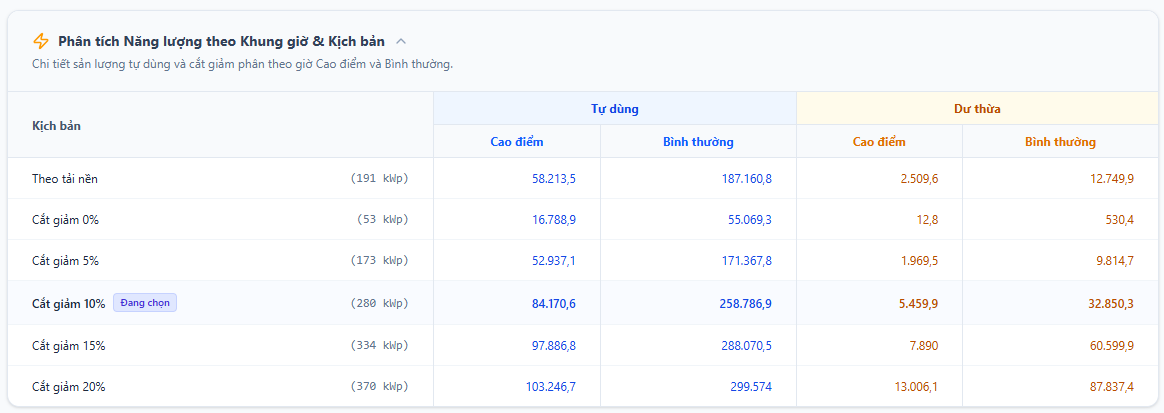 Phân tích Năng lượng theo Khung giờ & Kịch bản
Chi tiết sản lượng tự dùng và cắt giảm phân theo giờ Cao điểm và Bình thường.
Kịch bản Tự dùng Dư thừa
Cao điểm Bình thường Cao điểm Bình thường
Theo tải nền (191 kWp) 58.213,5 187.160,8 2.509,6 12.749,9
Cắt giảm 0% (53 kWp) 16.788,9 55.069,3 12,8 530,4
Cắt giảm 5% (173 kWp) 52.937,1 171.367,8 1.969,5 9.814,7
Cắt giảm 10% Đang chọn (280 kWp) 84.170,6 258.786,9 5.459,9 32.850,3
Cắt giảm 15% (334 kWp) 97.886,8 288.070,5 7.890 60.599,9
Cắt giảm 20% (370 kWp) 103.246,7 299.574 13.006,1 87.837,4